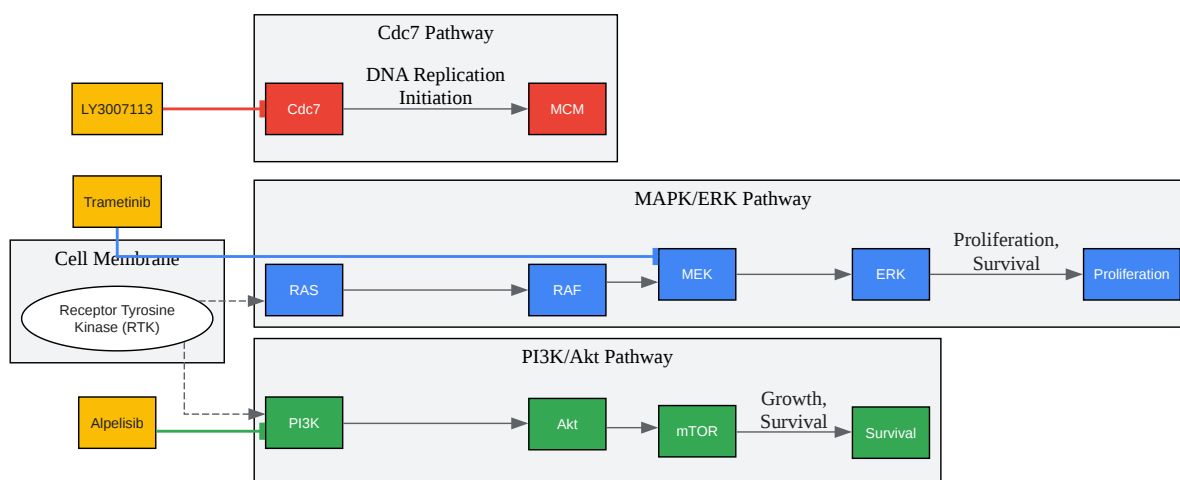 Cdc7 Pathway
DNA Replication
Initiation
LY3007113
Cdc7
MCM
Trametinib
MAPK/ERK Pathway
Cell Membrane
Proliferation,
Survival
RAS
RAF
MEK
ERK
Proliferation
Receptor Tyrosine
Kinase (RTK)
PI3K/Akt Pathway
Alpelisib
PI3K
Akt
mTOR
Growth,
Survival
Survival